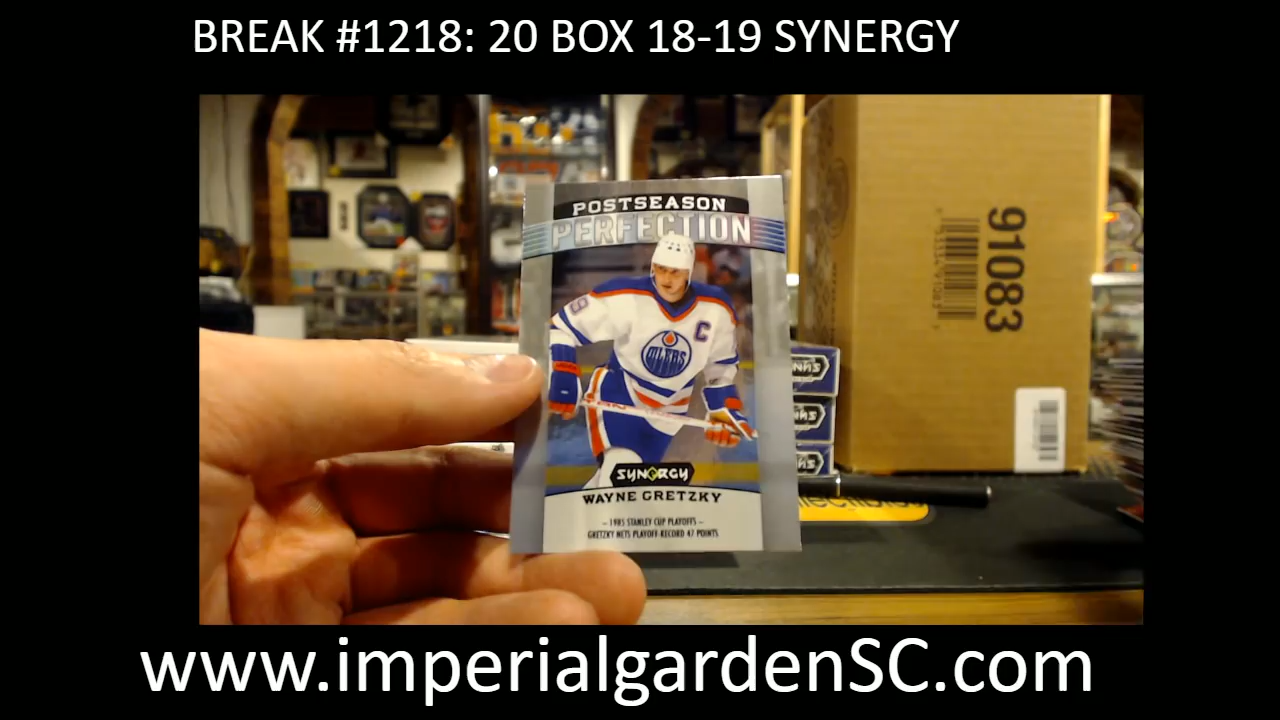 BREAK #1218: 20 BOX 18-19 SYNERGY
POSTSEASON
PERFECTION
C
OILERS
91083
SYNERGY
WAYNE GRETZKY
– 1985 STANLEY CUP PLAYOFFS –
GRETZKY NETS PLAYOFF-RECORD 47 POINTS
www.imperialgardenSC.com